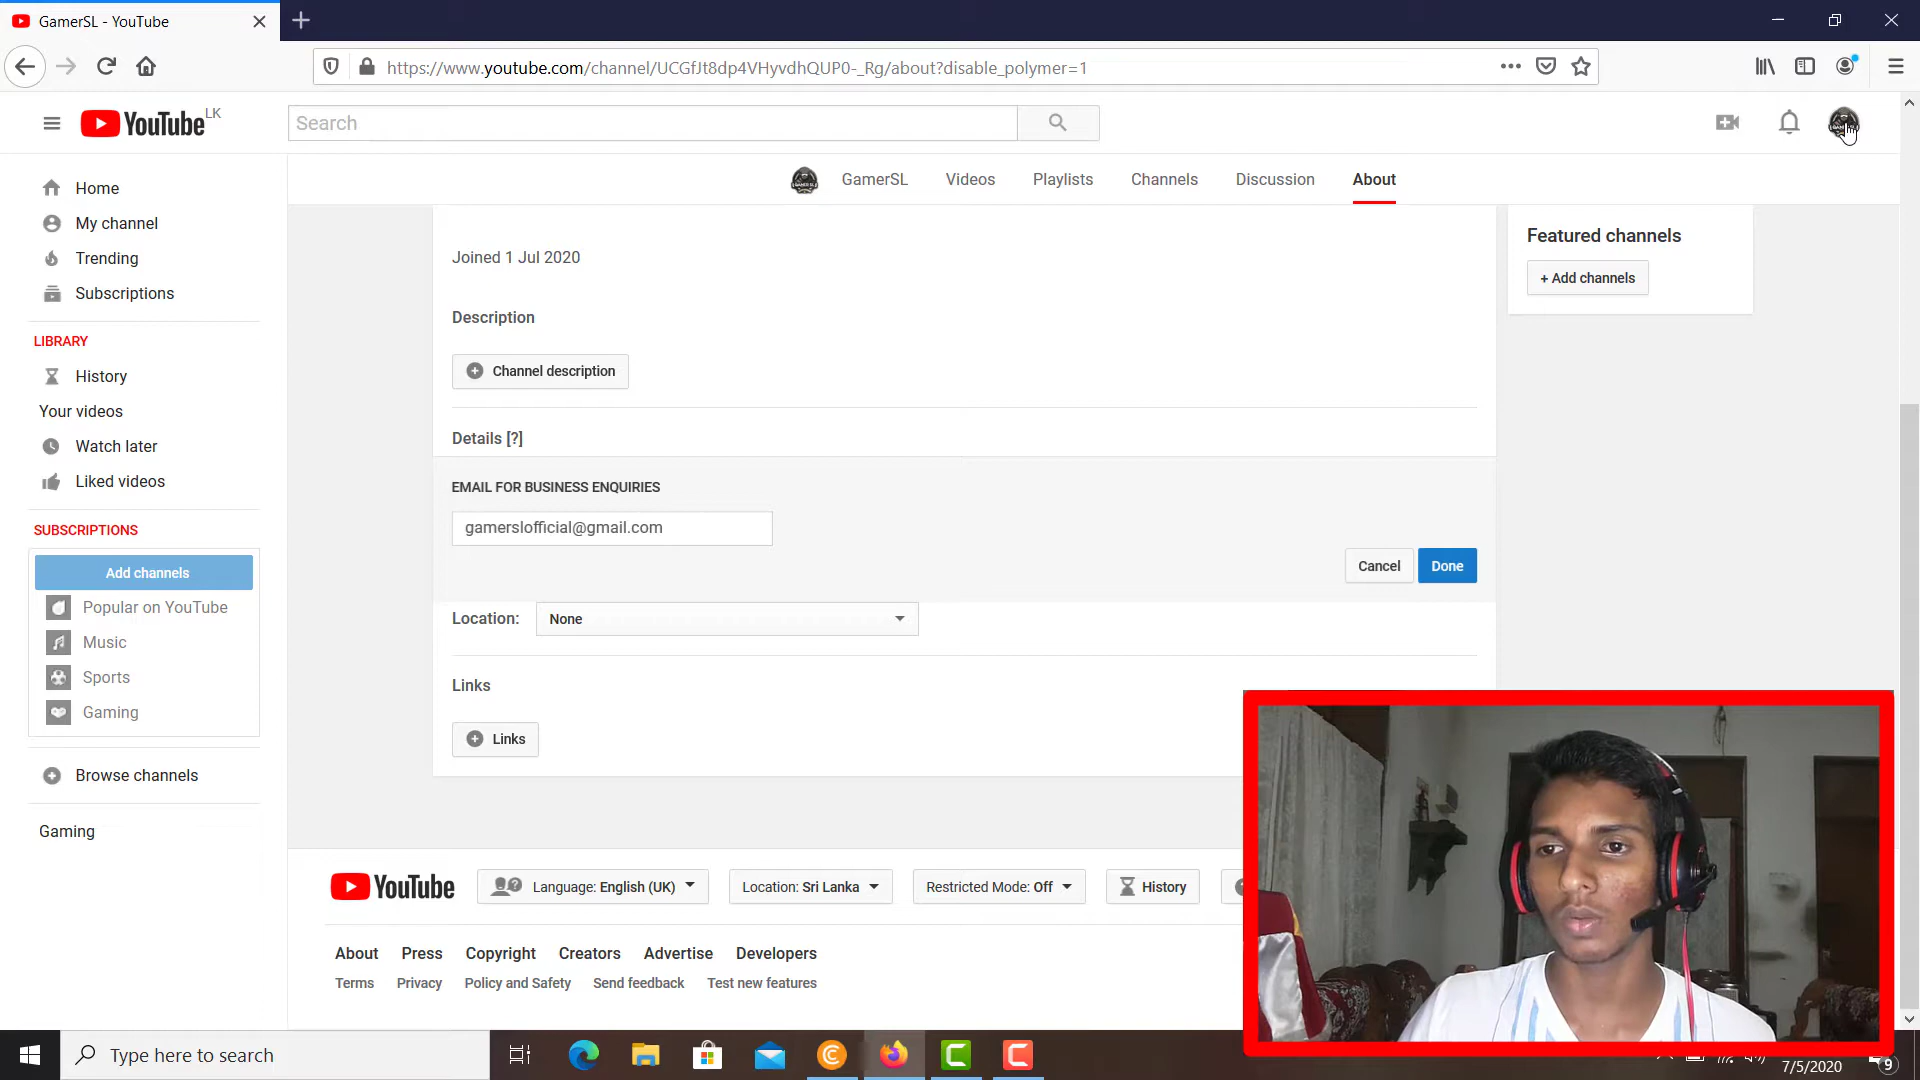 GamerSL - YouTube
https://www.youtube.com/channel/UCGfJt8dp4VHyvdhQUP0-_Rg/about?disable_polymer=1
YouTube LK
Search
GamerSL Videos Playlists Channels Discussion About
Home
My channel
Trending
Subscriptions
LIBRARY
History
Your videos
Watch later
Liked videos
SUBSCRIPTIONS
Add channels
Popular on YouTube
Music
Sports
Gaming
Browse channels
Gaming
Joined 1 Jul 2020
Description
Channel description
Details [?]
EMAIL FOR BUSINESS ENQUIRIES
gamerslofficial@gmail.com
Cancel Done
Location: None
Links
Links
Featured channels
+ Add channels
YouTube Language: English (UK) Location: Sri Lanka Restricted Mode: Off History
About Press Copyright Creators Advertise Developers
Terms Privacy Policy and Safety Send feedback Test new features
Type here to search
7/5/2020
9